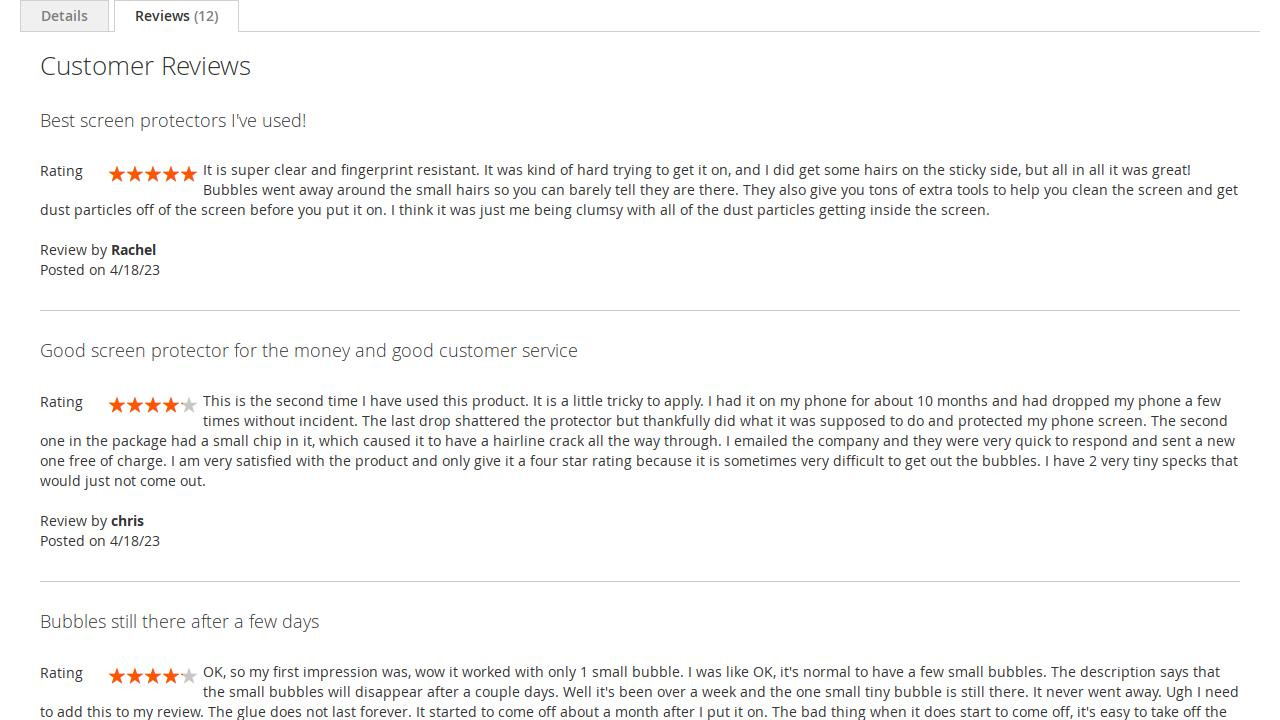 Details
Reviews (12)
Customer Reviews
Best screen protectors I've used!
Rating
It is super clear and fingerprint resistant. It was kind of hard trying to get it on, and I did get some hairs on the sticky side, but all in all it was great!
Bubbles went away around the small hairs so you can barely tell they are there. They also give you tons of extra tools to help you clean the screen and get
dust particles off of the screen before you put it on. I think it was just me being clumsy with all of the dust particles getting inside the screen.
Review by Rachel
Posted on 4/18/23
Good screen protector for the money and good customer service
Rating
This is the second time I have used this product. It is a little tricky to apply. I had it on my phone for about 10 months and had dropped my phone a few
times without incident. The last drop shattered the protector but thankfully did what it was supposed to do and protected my phone screen. The second
one in the package had a small chip in it, which caused it to have a hairline crack all the way through. I emailed the company and they were very quick to respond and sent a new
one free of charge. I am very satisfied with the product and only give it a four star rating because it is sometimes very difficult to get out the bubbles. I have 2 very tiny specks that
would just not come out.
Review by chris
Posted on 4/18/23
Bubbles still there after a few days
Rating
OK, so my first impression was, wow it worked with only 1 small bubble. I was like OK, it's normal to have a few small bubbles. The description says that
the small bubbles will disappear after a couple days. Well it's been over a week and the one small tiny bubble is still there. It never went away. Ugh I need
to add this to my review. The glue does not last forever. It started to come off about a month after I put it on. The bad thing when it does start to come off, it's easy to take off the